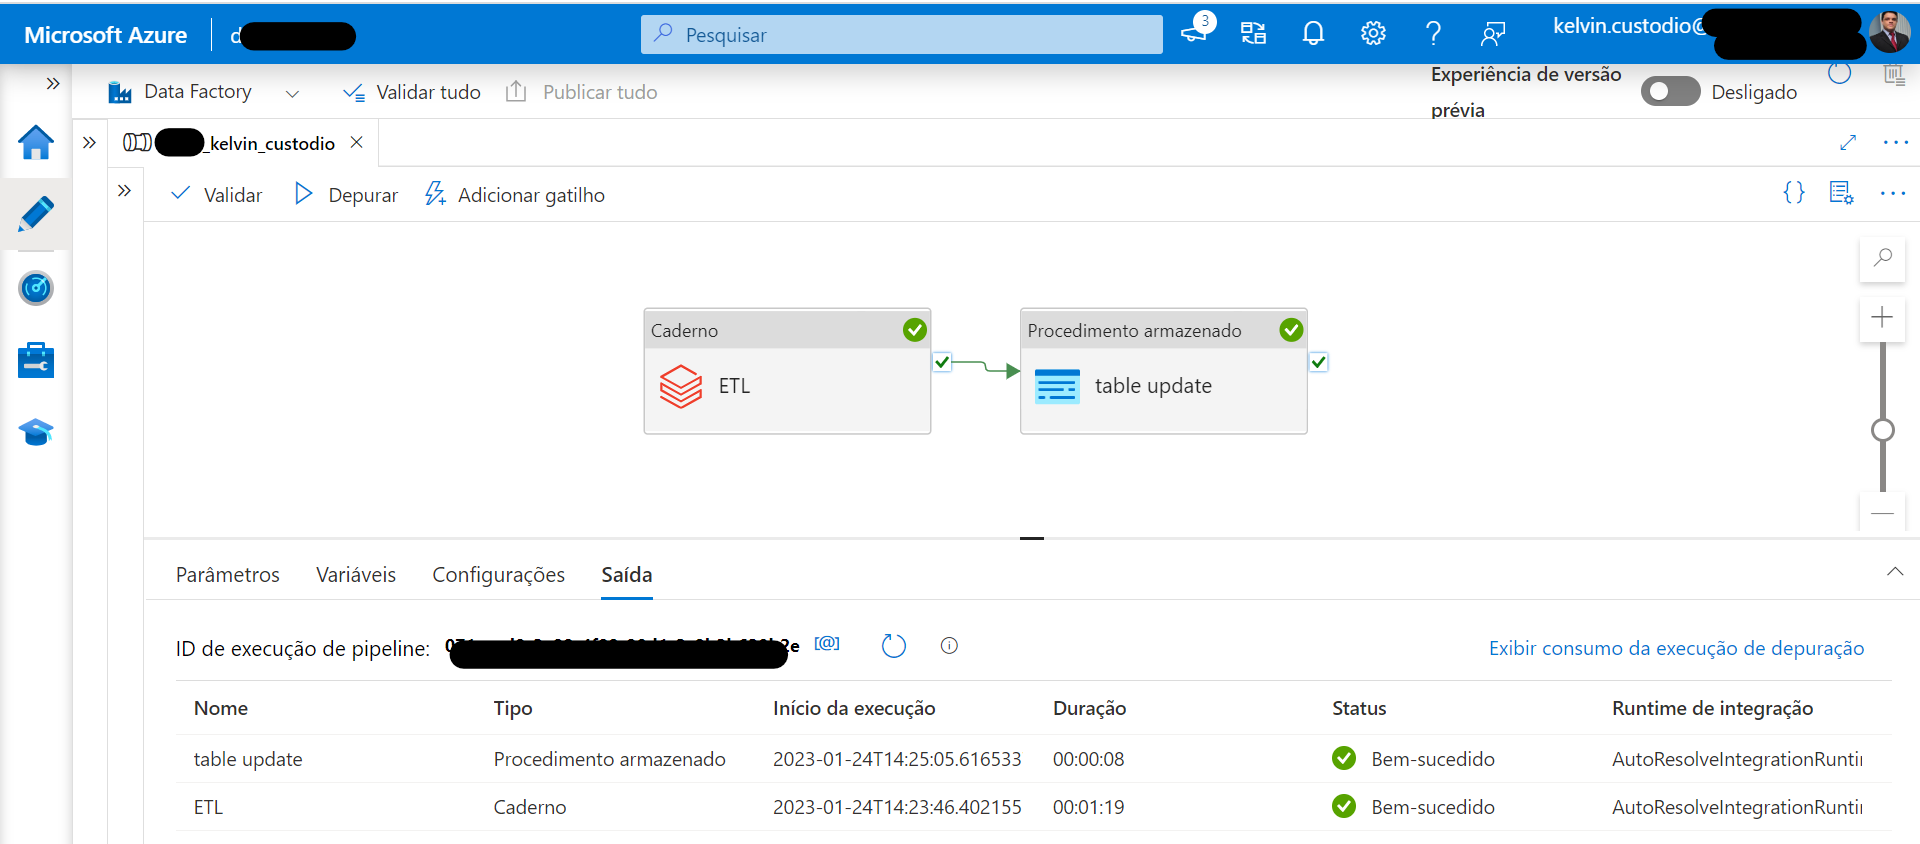 Microsoft Azure
d
Pesquisar
3
kelvin.custodio@
Data Factory
Validar tudo
Publicar tudo
Experiência de versão prévia
Desligado
_kelvin_custodio
Validar
Depurar
Adicionar gatilho
Caderno
ETL
Procedimento armazenado
table update
Parâmetros Variáveis Configurações Saída
ID de execução de pipeline:
Exibir consumo da execução de depuração
Nome Tipo Início da execução Duração Status Runtime de integração
table update Procedimento armazenado 2023-01-24T14:25:05.616533 00:00:08 Bem-sucedido AutoResolveIntegrationRunti
ETL Caderno 2023-01-24T14:23:46.402155 00:01:19 Bem-sucedido AutoResolveIntegrationRunti